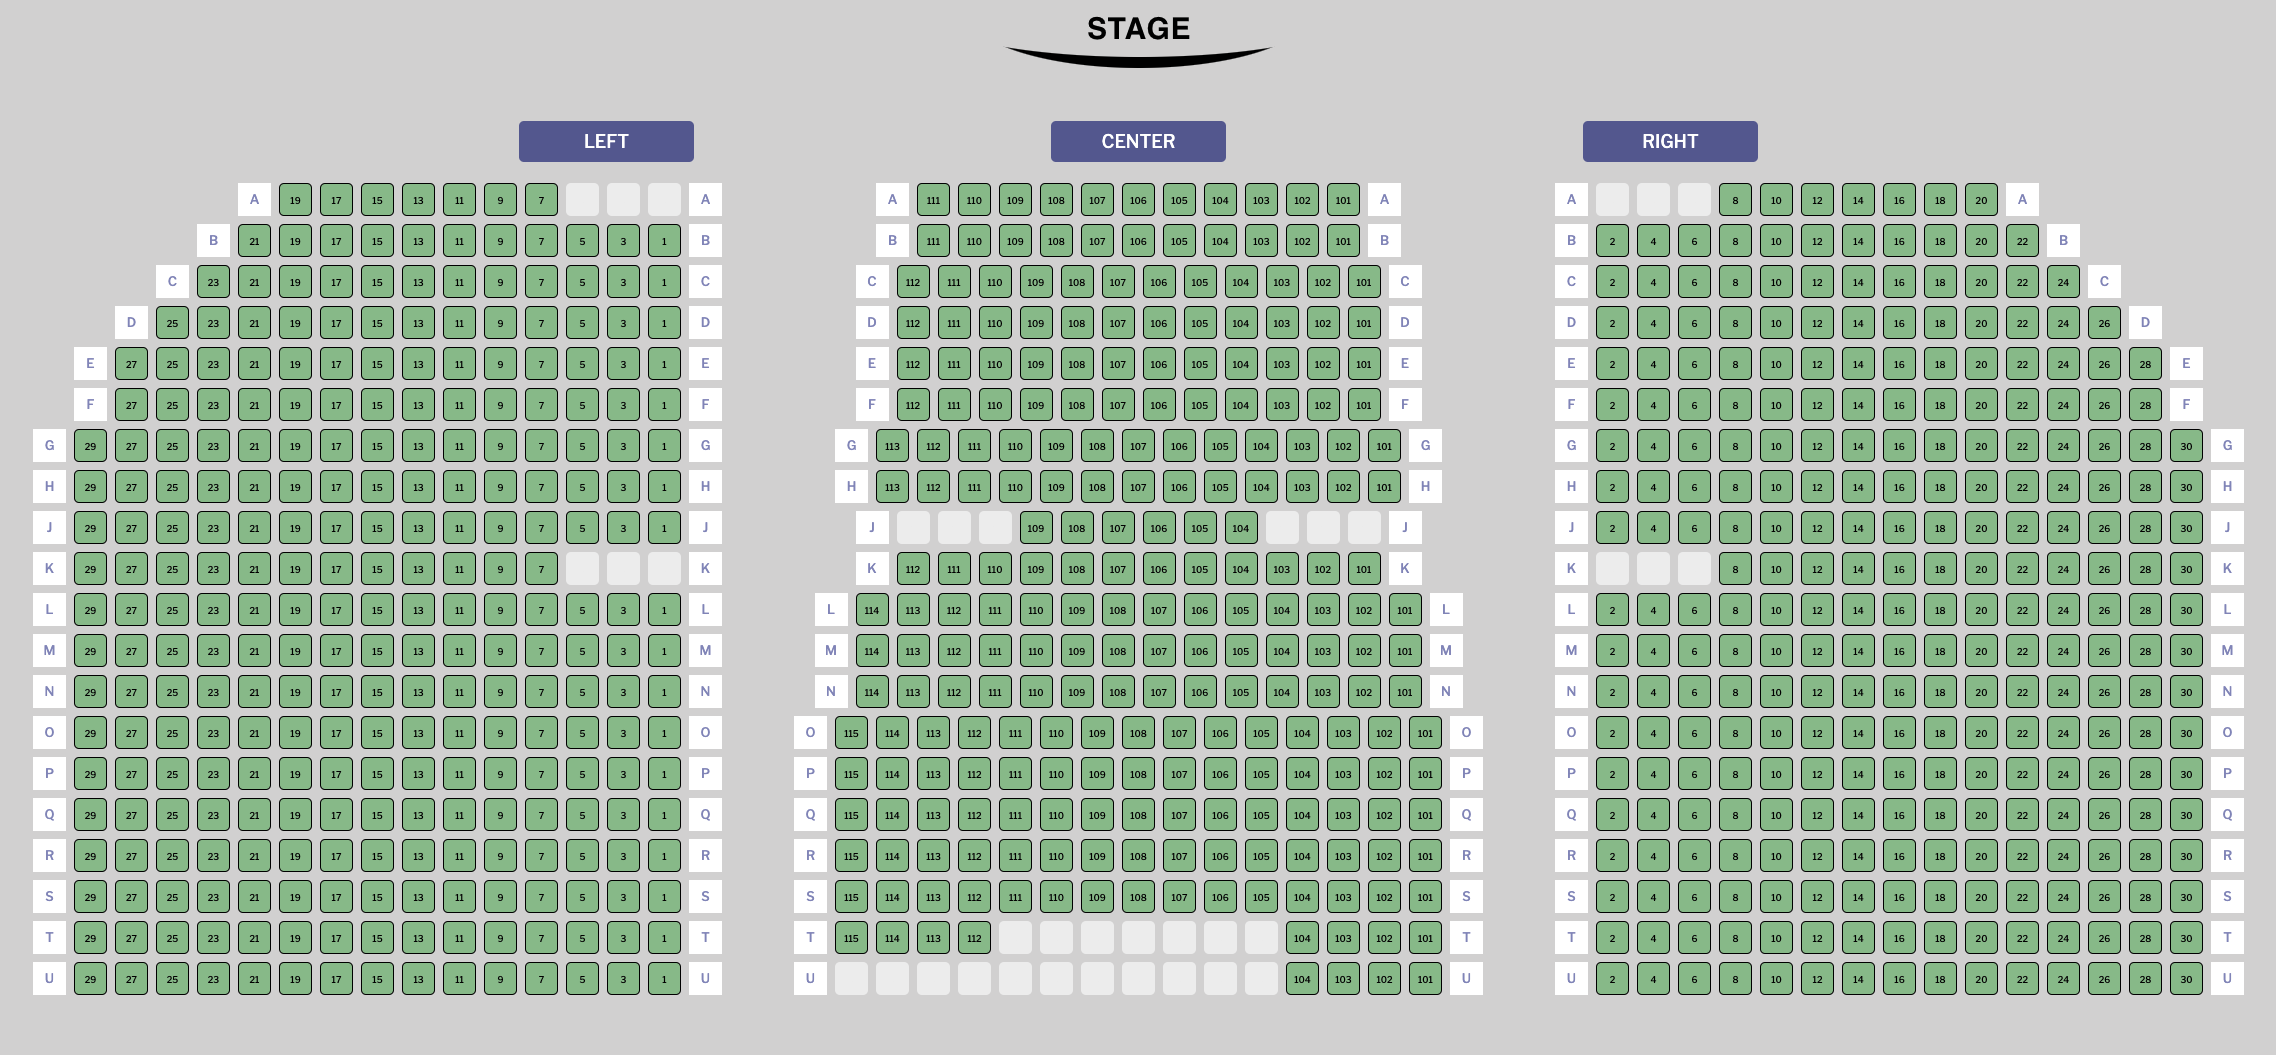 STAGE
LEFT CENTER RIGHT
A 19 17 15 13 11 9 7 A A 111 110 109 108 107 106 105 104 103 102 101 A A 8 10 12 14 16 18 20 A
B 21 19 17 15 13 11 9 7 5 3 1 B B 111 110 109 108 107 106 105 104 103 102 101 B B 2 4 6 8 10 12 14 16 18 20 22 B
C 23 21 19 17 15 13 11 9 7 5 3 1 C C 112 111 110 109 108 107 106 105 104 103 102 101 C C 2 4 6 8 10 12 14 16 18 20 22 24 C
D 25 23 21 19 17 15 13 11 9 7 5 3 1 D D 112 111 110 109 108 107 106 105 104 103 102 101 D D 2 4 6 8 10 12 14 16 18 20 22 24 26 D
E 27 25 23 21 19 17 15 13 11 9 7 5 3 1 E E 112 111 110 109 108 107 106 105 104 103 102 101 E E 2 4 6 8 10 12 14 16 18 20 22 24 26 28 E
F 27 25 23 21 19 17 15 13 11 9 7 5 3 1 F F 112 111 110 109 108 107 106 105 104 103 102 101 F F 2 4 6 8 10 12 14 16 18 20 22 24 26 28 F
G 29 27 25 23 21 19 17 15 13 11 9 7 5 3 1 G G 113 112 111 110 109 108 107 106 105 104 103 102 101 G G 2 4 6 8 10 12 14 16 18 20 22 24 26 28 30 G
H 29 27 25 23 21 19 17 15 13 11 9 7 5 3 1 H H 113 112 111 110 109 108 107 106 105 104 103 102 101 H H 2 4 6 8 10 12 14 16 18 20 22 24 26 28 30 H
J 29 27 25 23 21 19 17 15 13 11 9 7 5 3 1 J J 109 108 107 106 105 104 J J 2 4 6 8 10 12 14 16 18 20 22 24 26 28 30 J
K 29 27 25 23 21 19 17 15 13 11 9 7 K K 112 111 110 109 108 107 106 105 104 103 102 101 K K 8 10 12 14 16 18 20 22 24 26 28 30 K
L 29 27 25 23 21 19 17 15 13 11 9 7 5 3 1 L L 114 113 112 111 110 109 108 107 106 105 104 103 102 101 L L 2 4 6 8 10 12 14 16 18 20 22 24 26 28 30 L
M 29 27 25 23 21 19 17 15 13 11 9 7 5 3 1 M M 114 113 112 111 110 109 108 107 106 105 104 103 102 101 M M 2 4 6 8 10 12 14 16 18 20 22 24 26 28 30 M
N 29 27 25 23 21 19 17 15 13 11 9 7 5 3 1 N N 114 113 112 111 110 109 108 107 106 105 104 103 102 101 N N 2 4 6 8 10 12 14 16 18 20 22 24 26 28 30 N
O 29 27 25 23 21 19 17 15 13 11 9 7 5 3 1 O O 115 114 113 112 111 110 109 108 107 106 105 104 103 102 101 O O 2 4 6 8 10 12 14 16 18 20 22 24 26 28 30 O
P 29 27 25 23 21 19 17 15 13 11 9 7 5 3 1 P P 115 114 113 112 111 110 109 108 107 106 105 104 103 102 101 P P 2 4 6 8 10 12 14 16 18 20 22 24 26 28 30 P
Q 29 27 25 23 21 19 17 15 13 11 9 7 5 3 1 Q Q 115 114 113 112 111 110 109 108 107 106 105 104 103 102 101 Q Q 2 4 6 8 10 12 14 16 18 20 22 24 26 28 30 Q
R 29 27 25 23 21 19 17 15 13 11 9 7 5 3 1 R R 115 114 113 112 111 110 109 108 107 106 105 104 103 102 101 R R 2 4 6 8 10 12 14 16 18 20 22 24 26 28 30 R
S 29 27 25 23 21 19 17 15 13 11 9 7 5 3 1 S S 115 114 113 112 111 110 109 108 107 106 105 104 103 102 101 S S 2 4 6 8 10 12 14 16 18 20 22 24 26 28 30 S
T 29 27 25 23 21 19 17 15 13 11 9 7 5 3 1 T T 115 114 113 112 104 103 102 101 T T 2 4 6 8 10 12 14 16 18 20 22 24 26 28 30 T
U 29 27 25 23 21 19 17 15 13 11 9 7 5 3 1 U U 104 103 102 101 U U 2 4 6 8 10 12 14 16 18 20 22 24 26 28 30 U